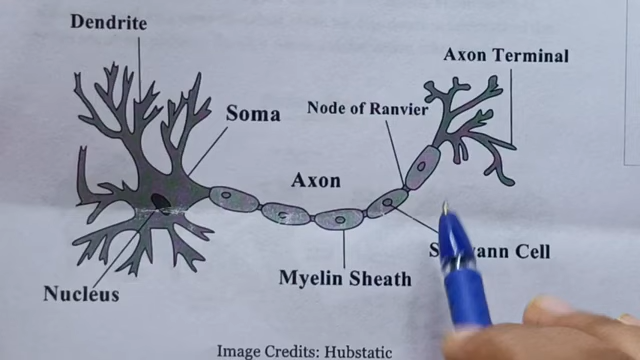 Dendrite
Axon Terminal
Soma
Node of Ranvier
Axon
Cell
Myelin Sheath
Nucleus
Image Credits: Hubstatic